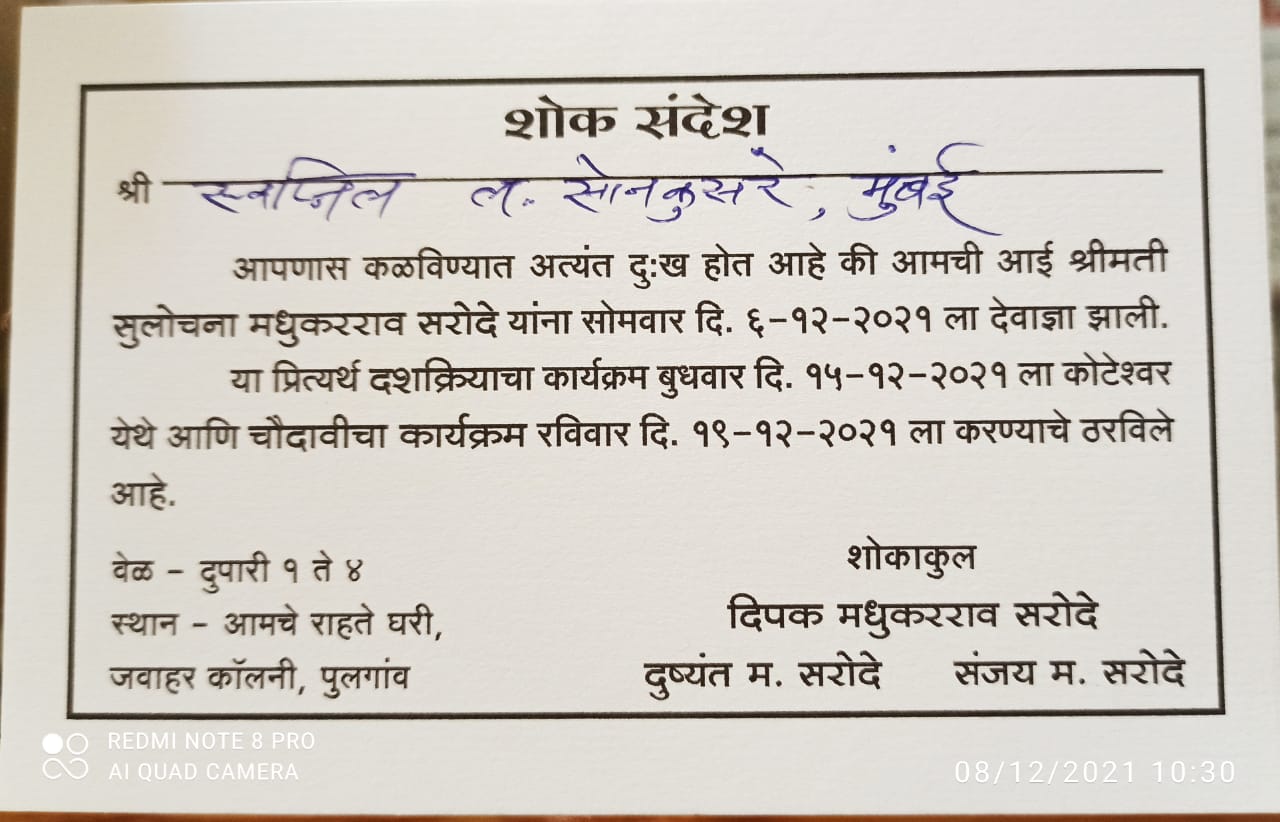 शोक संदेश
श्री स्वप्निल ल. सोनकुसरे, मुंबई
आपणास कळविण्यात अत्यंत दुःख होत आहे की आमची आई श्रीमती
सुलोचना मधुकरराव सरोदे यांना सोमवार दि. ६-१२-२०२१ ला देवाज्ञा झाली.
या प्रित्यर्थ दशक्रियाचा कार्यक्रम बुधवार दि. १५-१२-२०२१ ला कोटेश्वर
येथे आणि चौदावीचा कार्यक्रम रविवार दि. १९-१२-२०२१ ला करण्याचे ठरविले
आहे.
वेळ - दुपारी १ ते ४
स्थान - आमचे राहते घरी,
जवाहर कॉलनी, पुलगांव
शोकाकुल
दिपक मधुकरराव सरोदे
दुष्यंत म. सरोदे संजय म. सरोदे
REDMI NOTE 8 PRO
AI QUAD CAMERA
08/12/2021 10:30